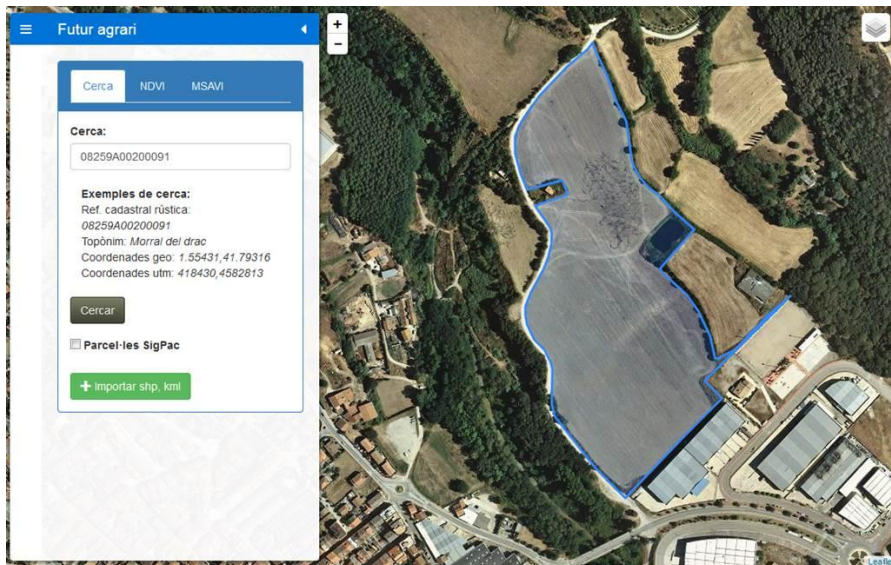 Futur agrari
+
−
Cerca
NDVI
MSAVI
Cerca:
08259A00200091
Exemples de cerca:
Ref. cadastral rústica:
08259A00200091
Topònim: Morral del drac
Coordenades geo: 1.55431,41.79316
Coordenades utm: 418430,4582813
Cercar
Parcel·les SigPac
+ Importar shp, kml